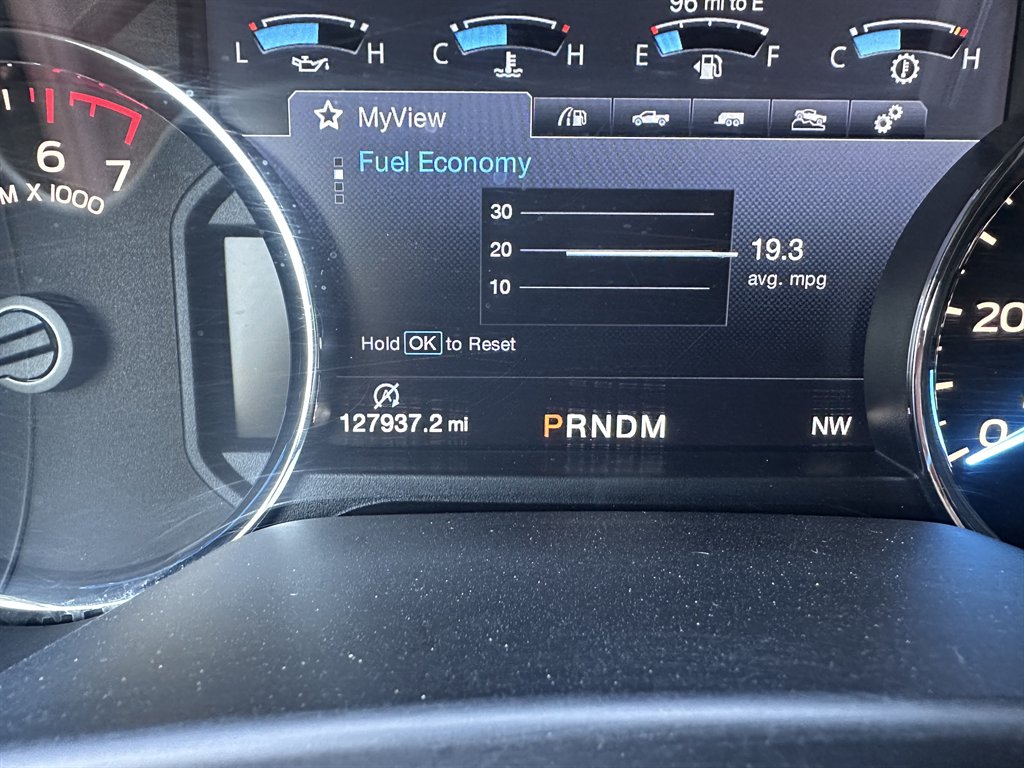 96 mi to E
L H C H E F C H
MyView
Fuel Economy
30
20
10
19.3
avg. mpg
Hold OK to Reset
127937.2 mi
PRNDM
NW
6
7
M X 1000
20
0